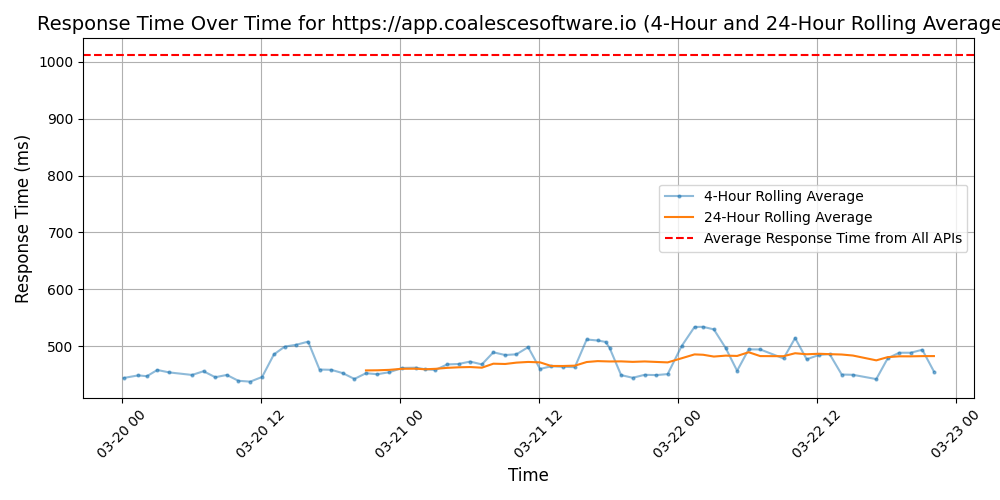 Response Time Over Time for https://app.coalescesoftware.io (4-Hour and 24-Hour Rolling Average
Response Time (ms)
1000
900
800
700
600
500
4-Hour Rolling Average
24-Hour Rolling Average
Average Response Time from All APIs
03-20 00
03-20 12
03-21 00
03-21 12
03-22 00
03-22 12
03-23 00
Time